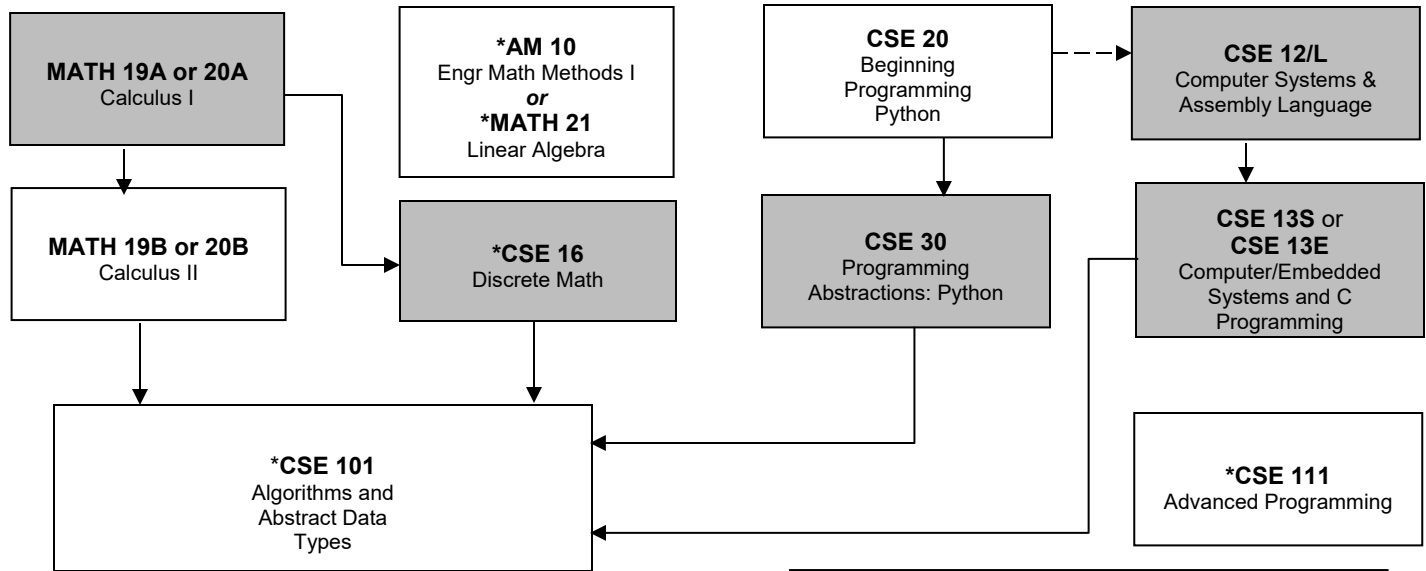 MATH 19A or 20A
Calculus I
*AM 10
Engr Math Methods I
or
*MATH 21
Linear Algebra
CSE 20
Beginning
Programming
Python
CSE 12/L
Computer Systems &
Assembly Language
MATH 19B or 20B
Calculus II
*CSE 16
Discrete Math
CSE 30
Programming
Abstractions: Python
CSE 13S or
CSE 13E
Computer/Embedded
Systems and C
Programming
*CSE 101
Algorithms and
Abstract Data
Types
*CSE 111
Advanced Programming